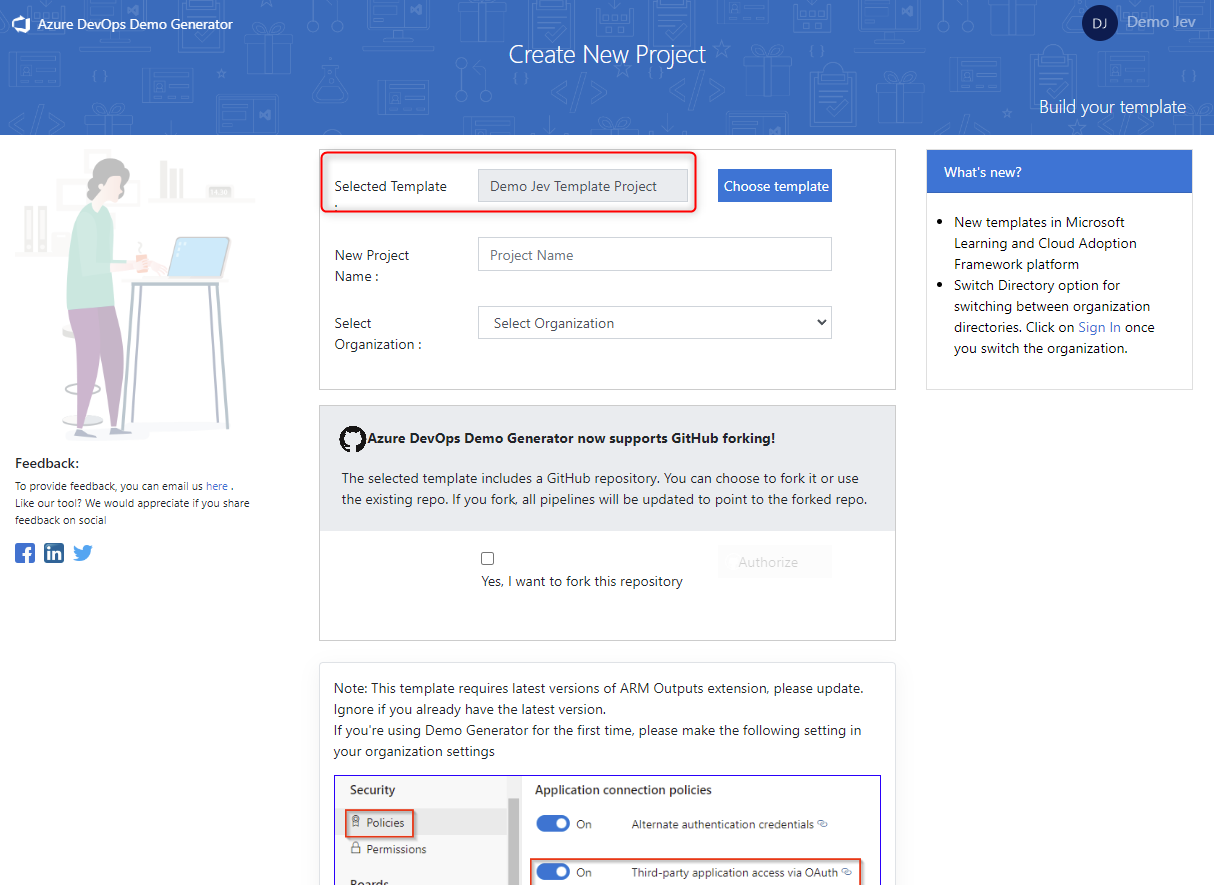 Azure DevOps Demo Generator
DJ
Demo Jev
Create New Project
Build your template
Selected Template
:
Demo Jev Template Project
Choose template
New Project
Name :
Project Name
Select
Organization :
Select Organization
What's new?
New templates in Microsoft
Learning and Cloud Adoption
Framework platform
Switch Directory option for
switching between organization
directories. Click on Sign In once
you switch the organization.
Azure DevOps Demo Generator now supports GitHub forking!
The selected template includes a GitHub repository. You can choose to fork it or use
the existing repo. If you fork, all pipelines will be updated to point to the forked repo.
Yes, I want to fork this repository
Authorize
Feedback:
To provide feedback, you can email us here .
Like our tool? We would appreciate if you share
feedback on social
Note: This template requires latest versions of ARM Outputs extension, please update.
Ignore if you already have the latest version.
If you're using Demo Generator for the first time, please make the following setting in
your organization settings
Security
Policies
Permissions
Boards
Application connection policies
On
Alternate authentication credentials
On
Third-party application access via OAuth